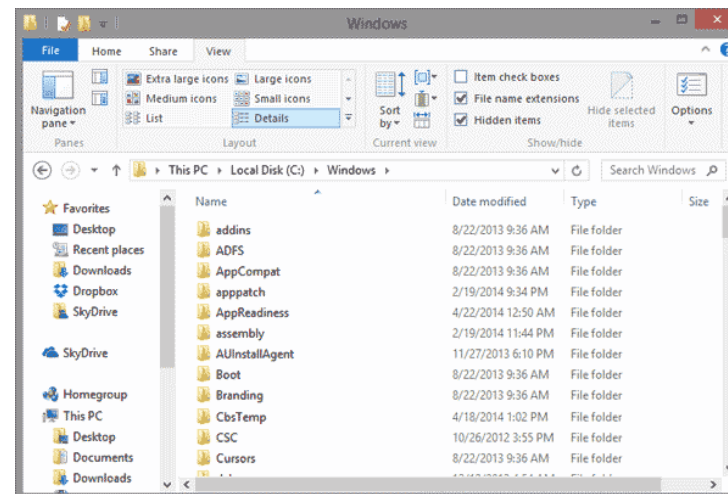 Windows
File Home Share View
Navigation pane
Extra large icons Large icons
Medium icons Small icons
List Details
Sort by
Item check boxes
File name extensions
Hidden items
Hide selected items
Options
Panes Layout Current view Show/hide
This PC Local Disk (C:) Windows
Search Windows
Name Date modified Type Size
Favorites
Desktop
Recent places
Downloads
Dropbox
SkyDrive
SkyDrive
Homegroup
This PC
Desktop
Documents
Downloads
addins 8/22/2013 9:36 AM File folder
ADFS 8/22/2013 9:36 AM File folder
AppCompat 8/22/2013 9:36 AM File folder
apppatch 2/19/2014 9:34 PM File folder
AppReadiness 4/22/2014 12:50 AM File folder
assembly 2/19/2014 11:44 PM File folder
AUInstallAgent 11/27/2013 6:10 PM File folder
Boot 8/22/2013 9:36 AM File folder
Branding 8/22/2013 9:36 AM File folder
CbsTemp 4/18/2014 1:02 PM File folder
CSC 10/26/2012 3:55 PM File folder
Cursors 8/22/2013 9:36 AM File folder